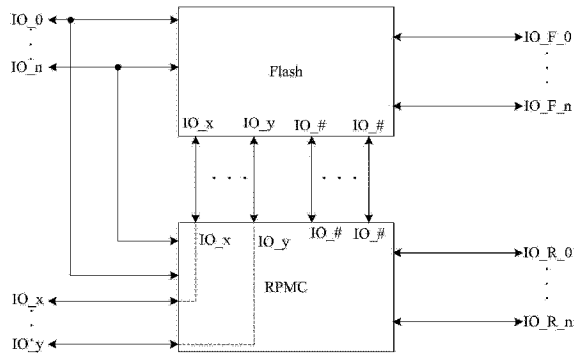 IO_0
IO_n
Flash
IO_F_0
IO_F_n
IO_x IO_y IO_# IO_#
IO_x IO_y IO_# IO_#
RPMC
IO_R_0
IO_R_n
IO_x
IO_y